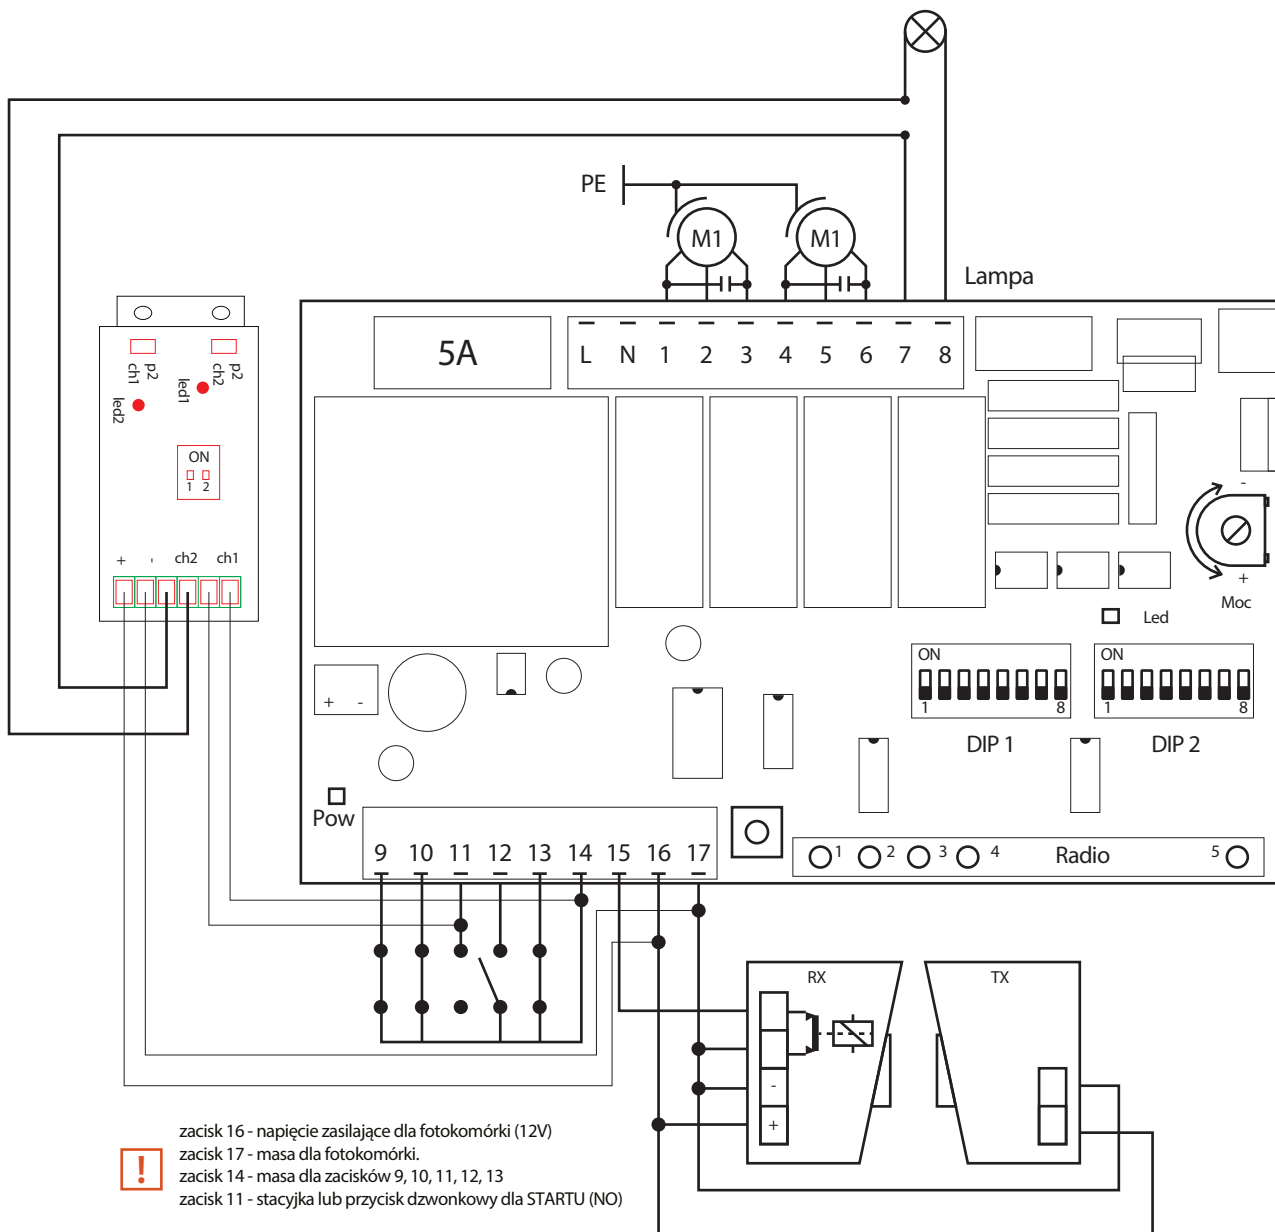 PE
M1 M1
Lampa
5A
L N 1 2 3 4 5 6 7 8
ch1 p2 ch2 p2
led1
led2
ON
1 2
+ - ch2 ch1
-
+
Moc
Led
ON
1 8
DIP 1
ON
1 8
DIP 2
+ -
Pow
9 10 11 12 13 14 15 16 17
1 2 3 4 Radio 5
RX
TX
-
+
!
zacisk 16 - napięcie zasilające dla fotokomórki (12V)
zacisk 17 - masa dla fotokomórki.
zacisk 14 - masa dla zacisków 9, 10, 11, 12, 13
zacisk 11 - stacyjka lub przycisk dzwonkowy dla STARTU (NO)